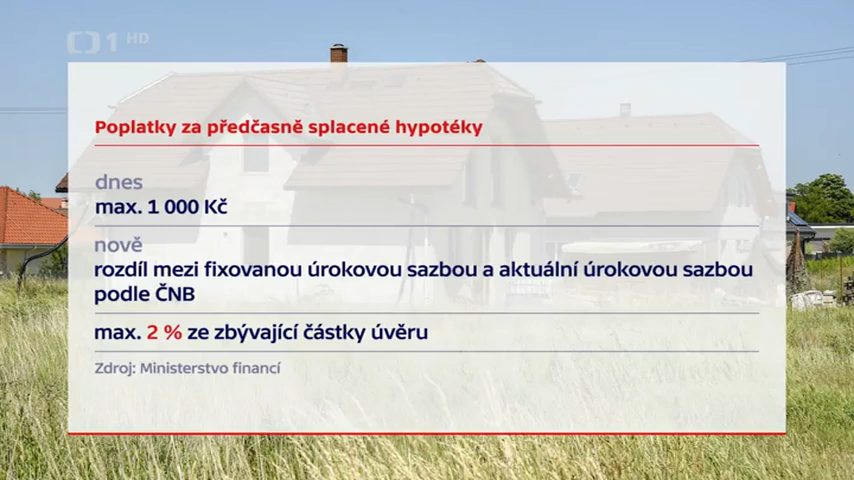 1 HD
Poplatky za předčasně splacené hypotéky
dnes
max. 1 000 Kč
nově
rozdíl mezi fixovanou úrokovou sazbou a aktuální úrokovou sazbou
podle ČNB
max. 2 % ze zbývající částky úvěru
Zdroj: Ministerstvo financí